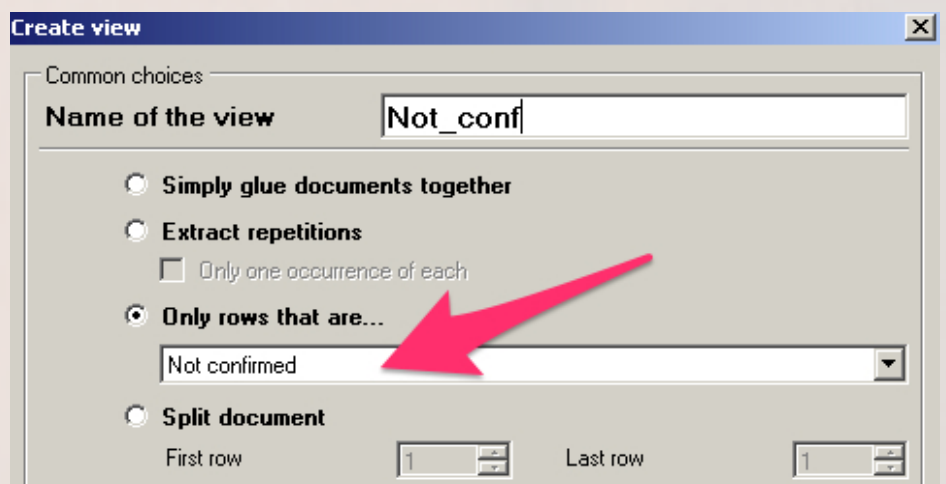 Create view
Common choices
Name of the view Not_conf
Simply glue documents together
Extract repetitions
Only one occurrence of each
Only rows that are...
Not confirmed
Split document
First row 1 Last row 1